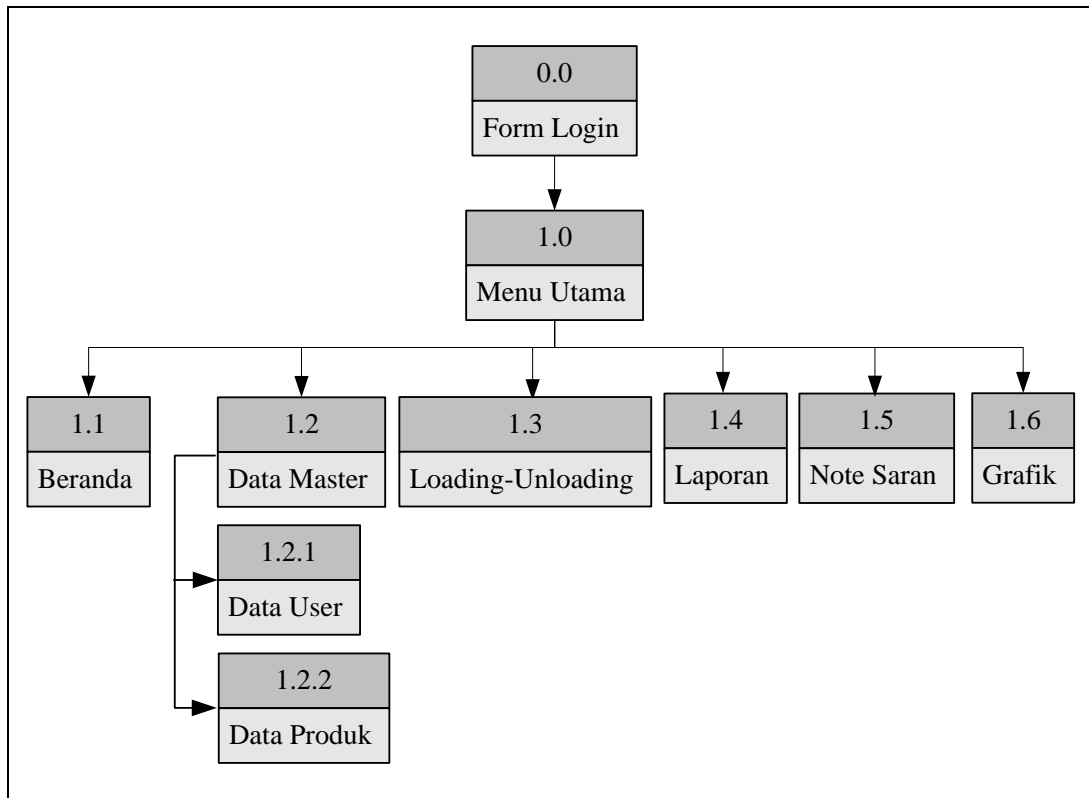 0.0
Form Login
1.0
Menu Utama
1.1
Beranda
1.2
Data Master
1.3
Loading-Unloading
1.4
Laporan
1.5
Note Saran
1.6
Grafik
1.2.1
Data User
1.2.2
Data Produk